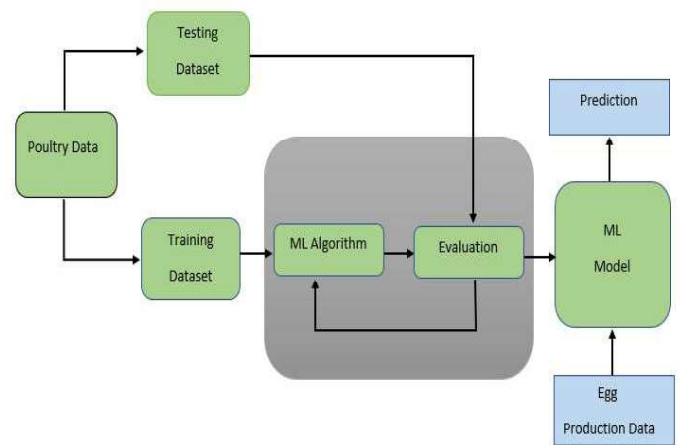 Testing
Dataset
Prediction
Poultry Data
Training
Dataset
ML Algorithm
Evaluation
ML
Model
Egg
Production Data